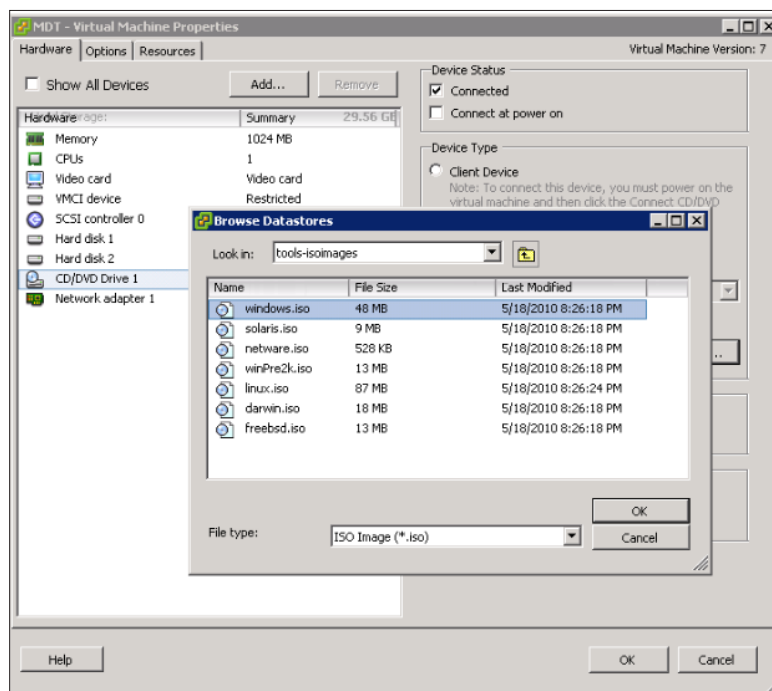 MDT - Virtual Machine Properties
Hardware Options Resources Virtual Machine Version: 7
Show All Devices Add... Remove
Hardware Summary 29.56 GB
Memory 1024 MB
CPUs 1
Video card Video card
VMCI device Restricted
SCSI controller 0
Hard disk 1
Hard disk 2
CD/DVD Drive 1
Network adapter 1
Device Status
Connected
Connect at power on
Device Type
Client Device
Note: To connect this device, you must power on the
virtual machine and then click the Connect CD/DVD
Browse Datastores
Look in: tools-isoimages
Name File Size Last Modified
windows.iso 48 MB 5/18/2010 8:26:18 PM
solaris.iso 9 MB 5/18/2010 8:26:18 PM
netware.iso 528 KB 5/18/2010 8:26:18 PM
winPre2k.iso 13 MB 5/18/2010 8:26:18 PM
linux.iso 87 MB 5/18/2010 8:26:24 PM
darwin.iso 18 MB 5/18/2010 8:26:18 PM
freebsd.iso 13 MB 5/18/2010 8:26:18 PM
OK
File type: ISO Image (*.iso) Cancel
..
Help OK Cancel